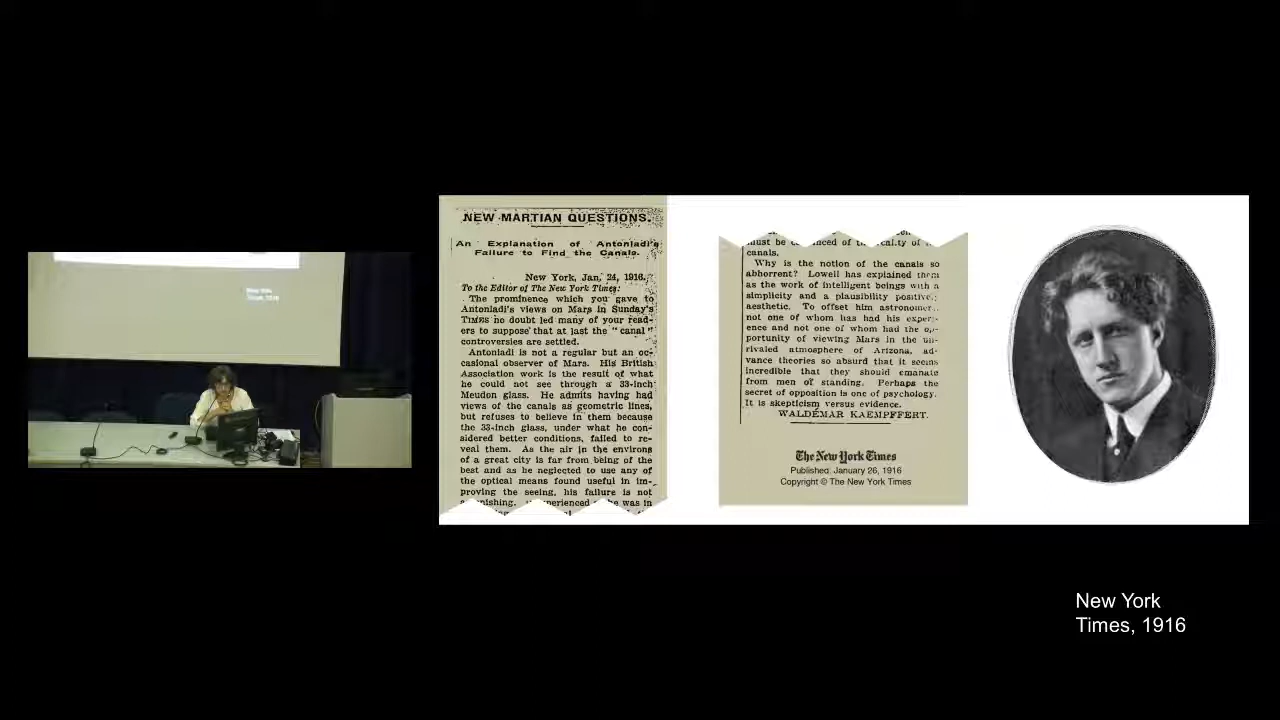 New York
Times, 1916
NEW MARTIAN QUESTIONS.
An Explanation of Antoniadi's
Failure to Find the Canals.
New York, Jan. 24, 1916.
To the Editor of The New York Times:
The prominence which you gave to
Antoniadi's views on Mars in Sunday's
TIMES no doubt led many of your read-
ers to suppose that at last the "canal"
controversies are settled.
Antoniadi is not a regular but an oc-
casional observer of Mars. His British
Association work is the result of what
he could not see through a 33-inch
Meudon glass. He admits having had
views of the canals as geometric lines,
but refuses to believe in them because
the 33-inch glass, under what he con-
sidered better conditions, failed to re-
veal them. As the air in the environs
of a great city is far from being of the
best and as he neglected to use any of
the optical means found useful in im-
proving the seeing, his failure is not
he was in
must be of
canals.
Why is the notion of the canals so
abhorrent? Lowell has explained them
as the work of intelligent beings with a
simplicity and a plausibility positive;
aesthetic. To offset him astronomer
not one of whom has had his experi-
ence and not one of whom had the op-
portunity of viewing Mars in the un-
rivaled atmosphere of Arizona, ad-
vance theories so absurd that it seems
incredible that they should emanate
from men of standing. Perhaps the
secret of opposition is one of psychology.
It is skepticism versus evidence.
WALDEMAR KAEMPFFERT.
The New York Times
Published: January 26, 1916
Copyright © The New York Times
New York
Times, 1916